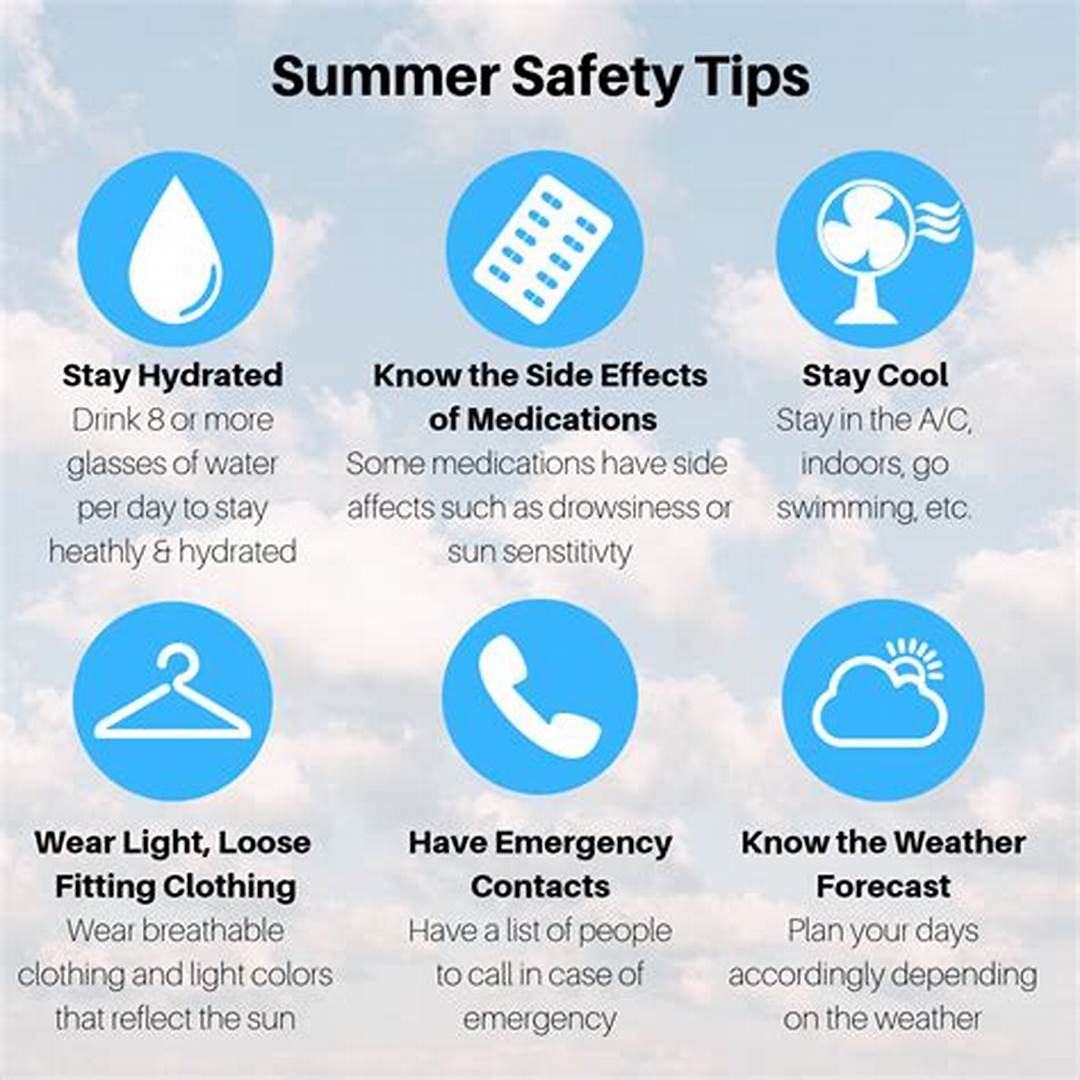 Summer Safety Tips
Stay Hydrated
Drink 8 or more
glasses of water
per day to stay
heathly & hydrated
Know the Side Effects
of Medications
Some medications have side
affects such as drowsiness or
sun senstitivty
Stay Cool
Stay in the A/C,
indoors, go
swimming, etc.
Wear Light, Loose
Fitting Clothing
Wear breathable
clothing and light colors
that reflect the sun
Have Emergency
Contacts
Have a list of people
to call in case of
emergency
Know the Weather
Forecast
Plan your days
accordingly depending
on the weather